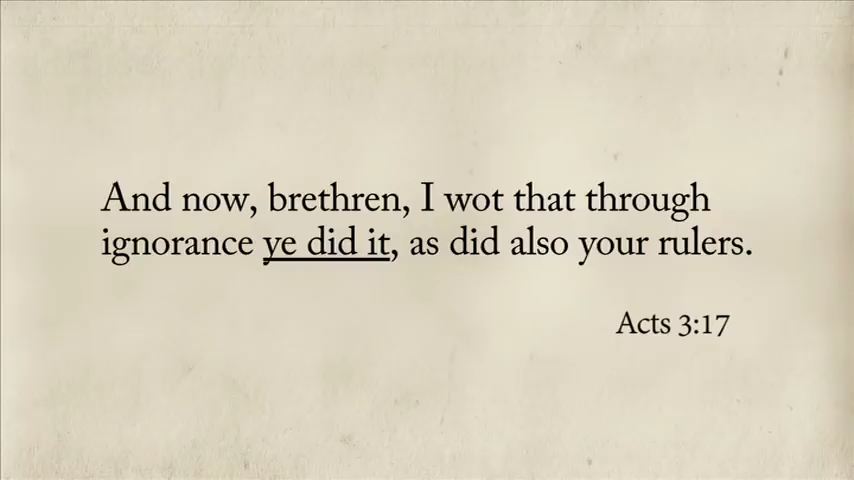 And now, brethren, I wot that through
ignorance ye did it, as did also your rulers.
Acts 3:17